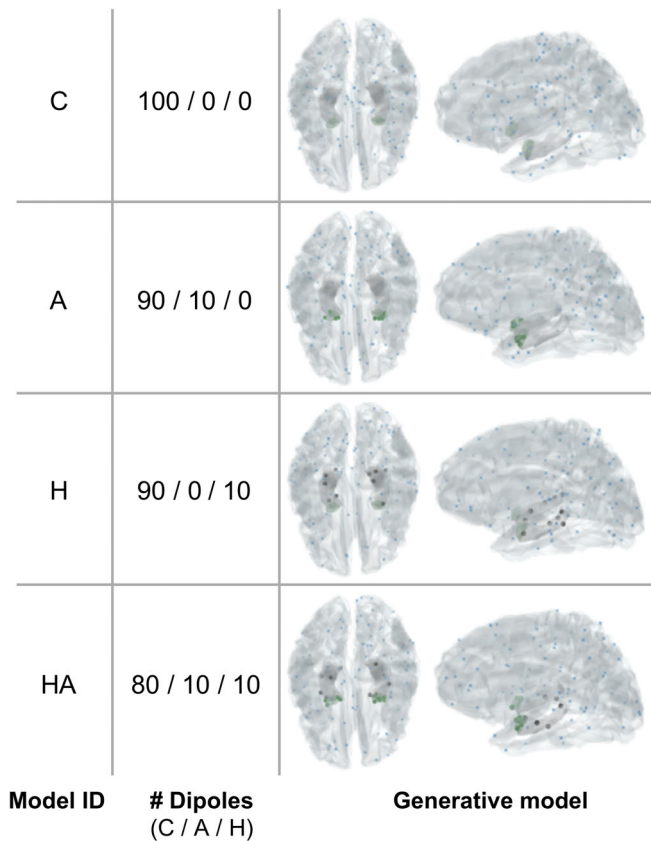 C
100 / 0 / 0
A
90 / 10 / 0
H
90 / 0 / 10
HA
80 / 10 / 10
Model ID
# Dipoles
(C / A / H)
Generative model